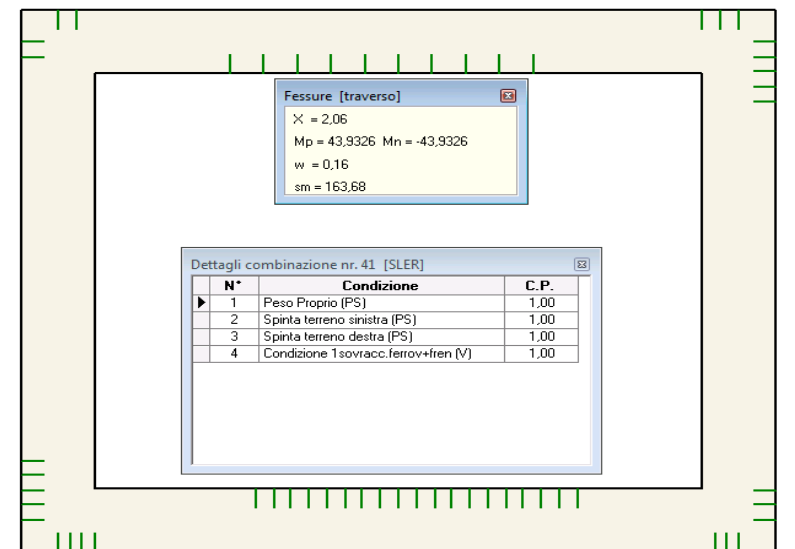 Fessure [traverso]
X = 2,06
Mp = 43,9326 Mn = -43,9326
w = 0,16
sm = 163,68
Dettagli combinazione nr. 41 [SLER]
N° Condizione C.P.
1 Peso Proprio (PS) 1,00
2 Spinta terreno sinistra (PS) 1,00
3 Spinta terreno destra (PS) 1,00
4 Condizione 1sovracc.ferrov+fren (V) 1,00